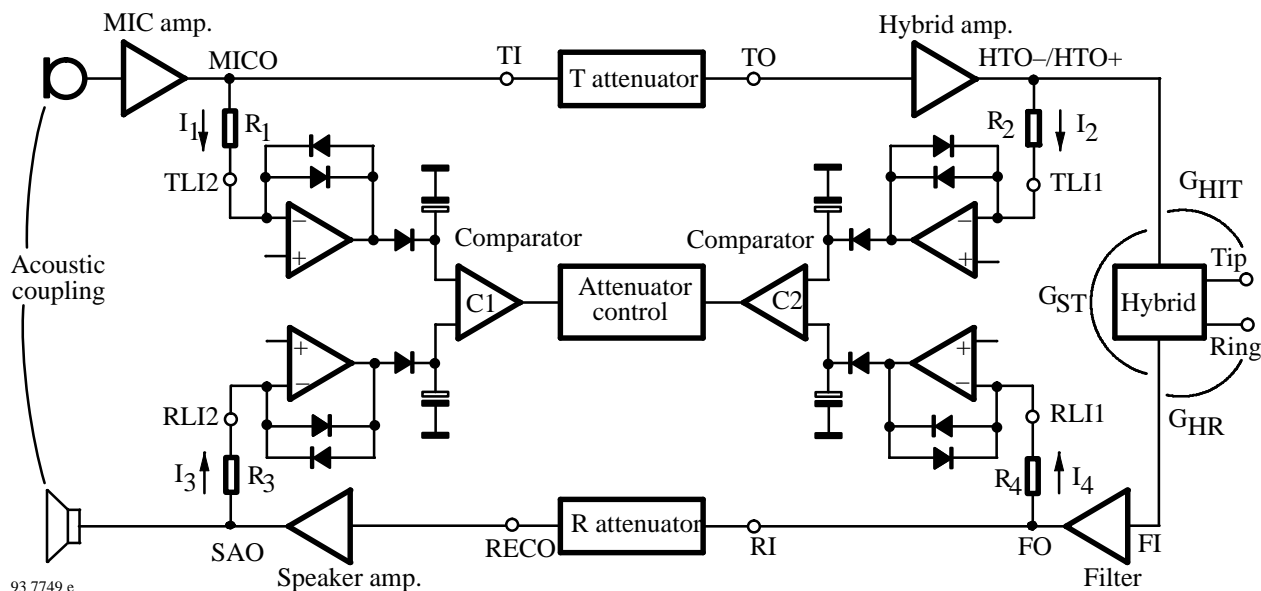 MIC amp.
Hybrid amp.
MICO
TI
T attenuator
TO
HTO–/HTO+
I1
R1
R2
I2
TLI2
TLI1
GHIT
−
−
+
+
Comparator
Comparator
Acoustic
coupling
C1
Attenuator
control
C2
GST
Hybrid
Tip
Ring
+
+
−
−
RLI2
RLI1
GHR
I3
R3
R4
I4
SAO
Speaker amp.
RECO
R attenuator
RI
FO
FI
Filter
93 7749 e